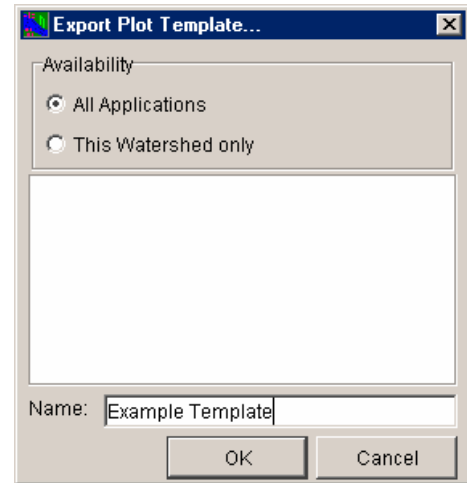 Export Plot Template...
Availability
All Applications
This Watershed only
Name: Example Template
OK Cancel